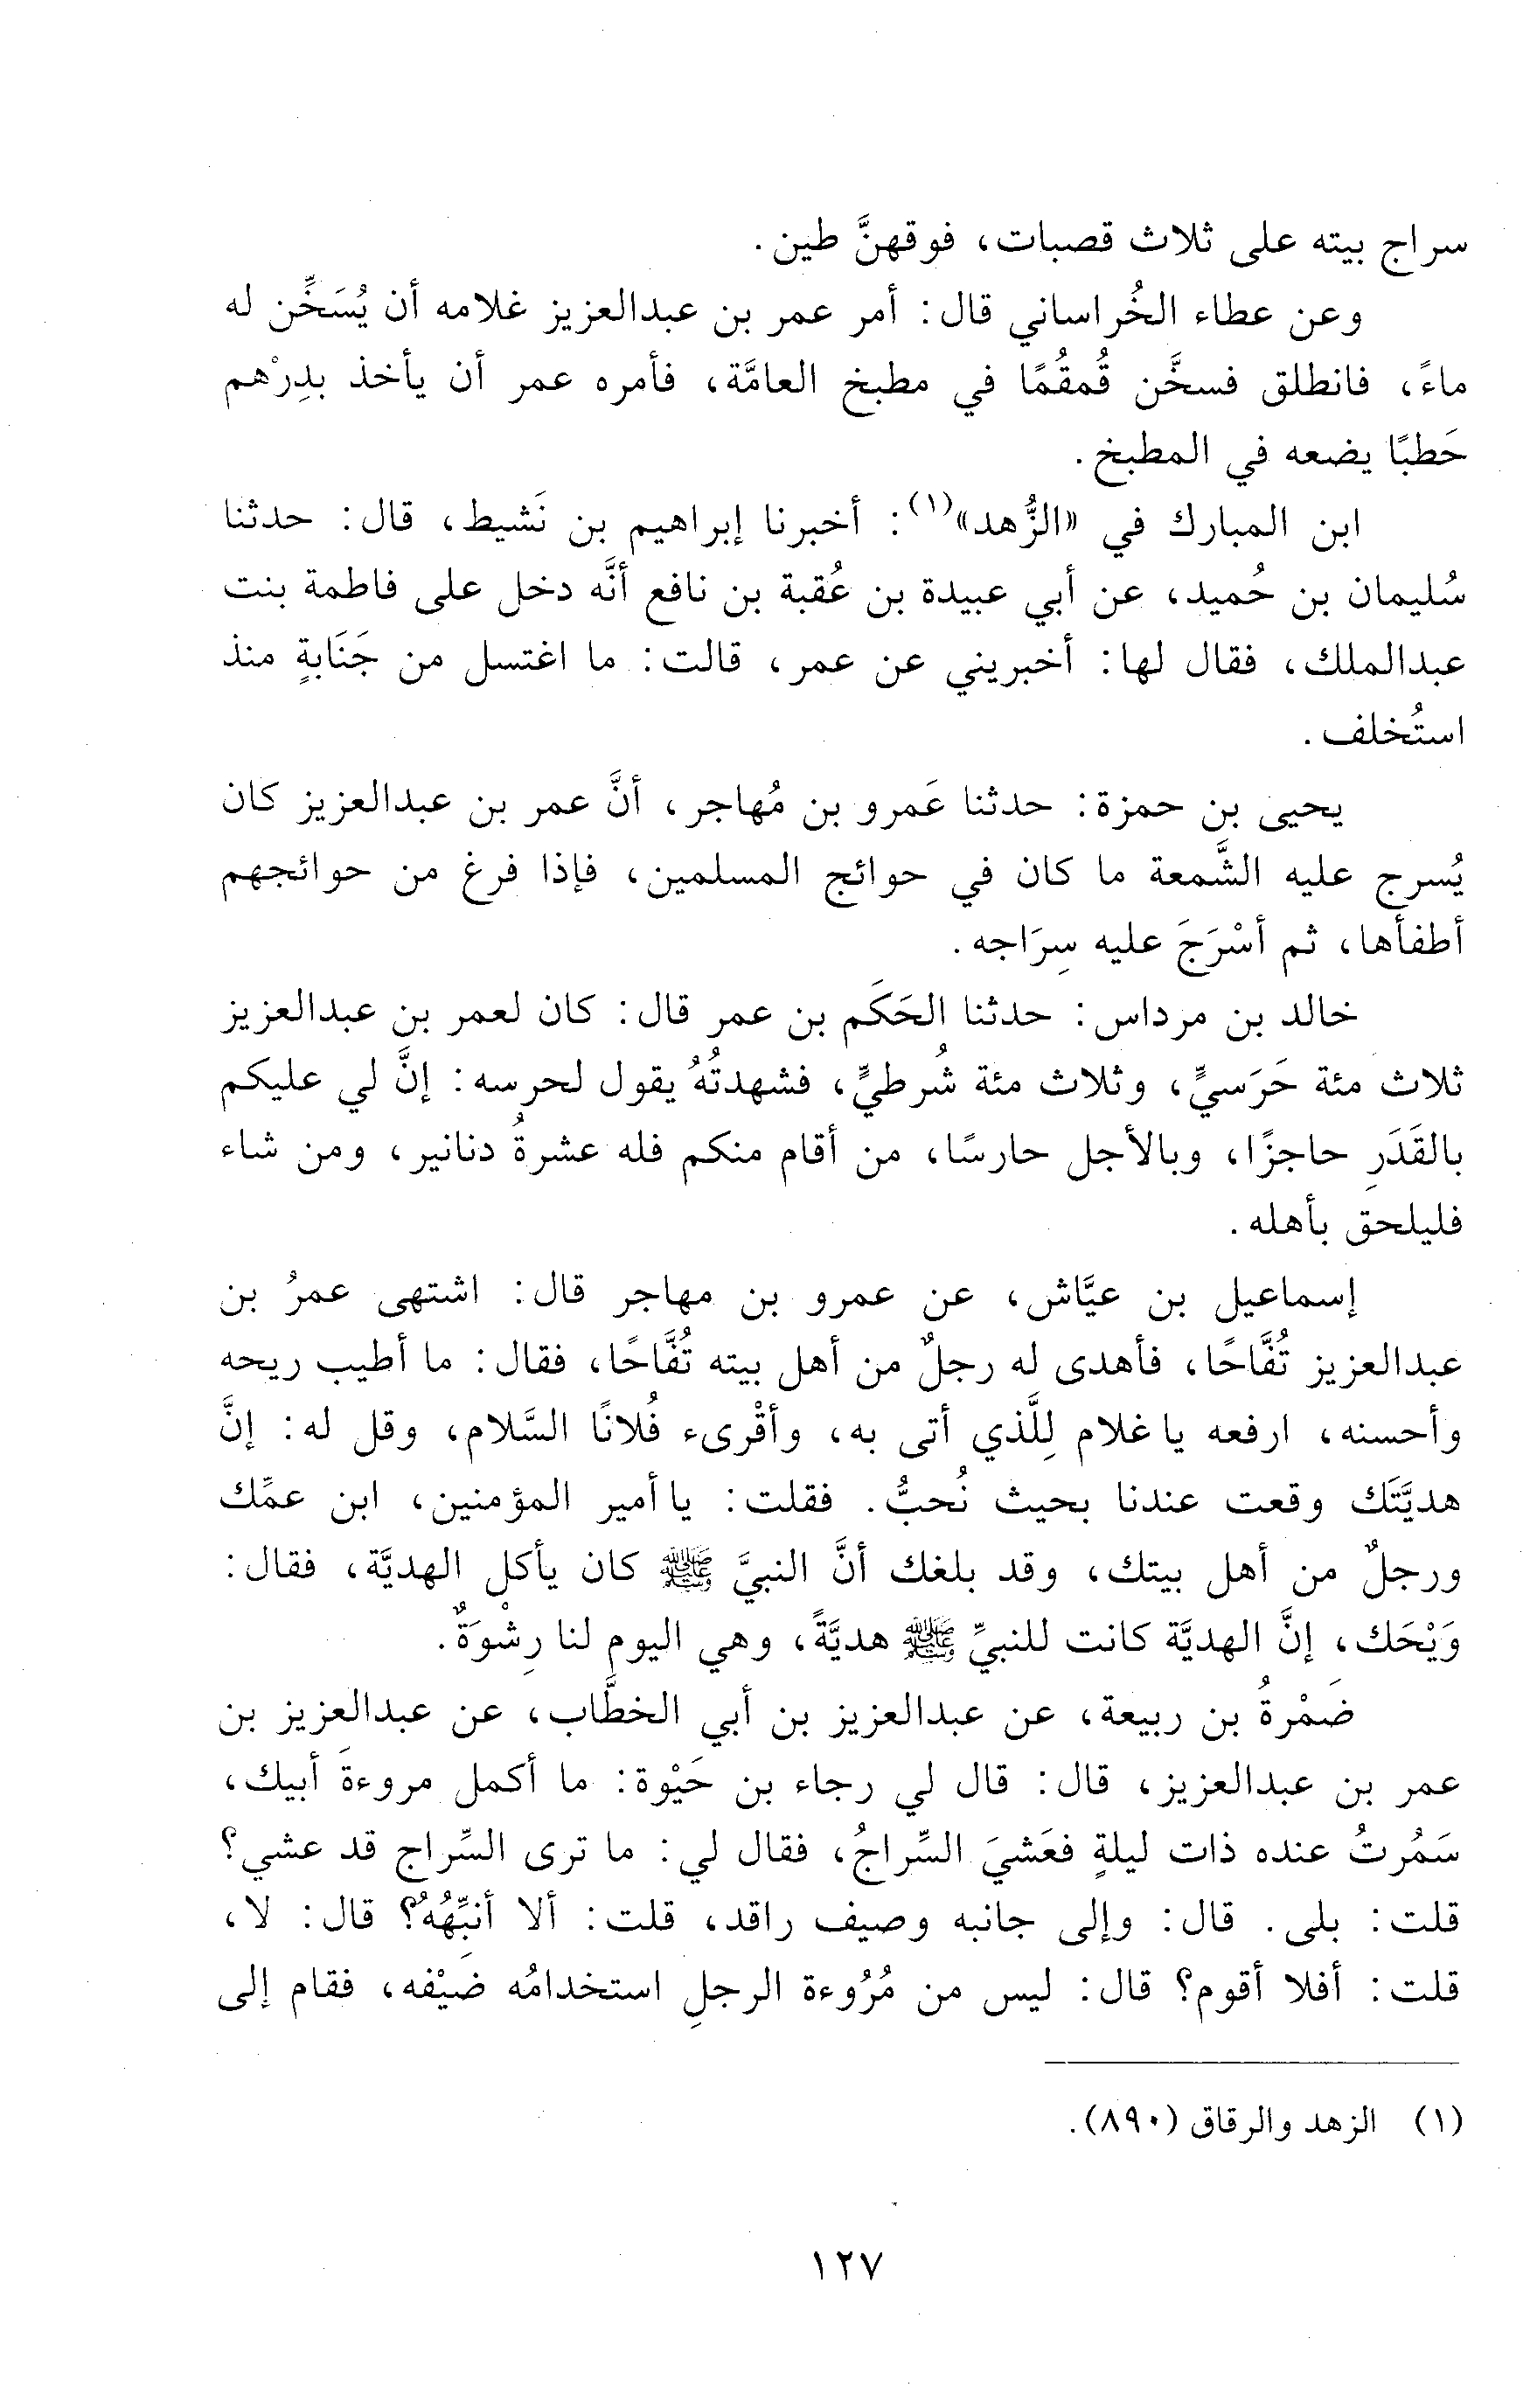 سراج بيته على ثلاث قصبات، فوقهنَّ طين.
وعن عطاء الخُراساني قال: أمر عمر بن عبدالعزيز غلامه أن يُسَخِّن له
ماءً، فانطلق فسخَّن قُمقُمًا في مطبخ العامَّة، فأمره عمر أن يأخذ بدِرْهم
حَطبًا يضعه في المطبخ.
ابن المبارك في «الزُّهد»(١): أخبرنا إبراهيم بن نَشيط، قال: حدثنا
سُليمان بن حُميد، عن أبي عبيدة بن عُقبة بن نافع أنَّه دخل على فاطمة بنت
عبدالملك، فقال لها: أخبريني عن عمر، قالت: ما اغتسل من جَنَابةٍ منذ
استُخلف.
يحيى بن حمزة: حدثنا عَمرو بن مُهاجر، أنَّ عمر بن عبدالعزيز كان
يُسرج عليه الشَّمعة ما كان في حوائج المسلمين، فإذا فرغ من حوائجهم
أطفأها، ثم أسْرَجَ عليه سِرَاجه.
خالد بن مرداس: حدثنا الحَكَم بن عمر قال: كان لعمر بن عبدالعزيز
ثلاث مئة حَرَسيٍّ، وثلاث مئة شُرطيٍّ، فشهدتُهُ يقول لحرسه: إنَّ لي عليكم
بالقَدَرِ حاجزًا، وبالأجل حارسًا، من أقام منكم فله عشرةُ دنانير، ومن شاء
فليلحق بأهله.
إسماعيل بن عيَّاش، عن عمرو بن مهاجر قال: اشتهى عمرُ بن
عبدالعزيز تُفَّاحًا، فأهدى له رجلٌ من أهل بيته تُفَّاحًا، فقال: ما أطيب ريحه
وأحسنه، ارفعه يا غلام لِلَّذي أتى به، وأقْرىء فُلانًا السَّلام، وقل له: إنَّ
هديَّتَك وقعت عندنا بحيث نُحبُّ. فقلت: يا أمير المؤمنين، ابن عمِّك
ورجلٌ من أهل بيتك، وقد بلغك أنَّ النبيَّ ﷺ كان يأكل الهديَّة، فقال:
وَيْحَك، إنَّ الهديَّة كانت للنبيِّ ﷺ هديَّةً، وهي اليوم لنا رِشْوَةٌ.
ضَمْرةُ بن ربيعة، عن عبدالعزيز بن أبي الخطَّاب، عن عبدالعزيز بن
عمر بن عبدالعزيز، قال: قال لي رجاء بن حَيْوة: ما أكمل مروءةَ أبيك،
سَمُرتُ عنده ذات ليلةٍ فعَشيَ السِّراجُ، فقال لي: ما ترى السِّراج قد عشي؟
قلت: بلى. قال: وإلى جانبه وصيف راقد، قلت: ألا أنبِّهُهُ؟ قال: لا،
قلت: أفلا أقوم؟ قال: ليس من مُرُوءة الرجلِ استخدامُه ضَيْفه، فقام إلى
(١) الزهد والرقاق (٨٩٠).
١٢٧